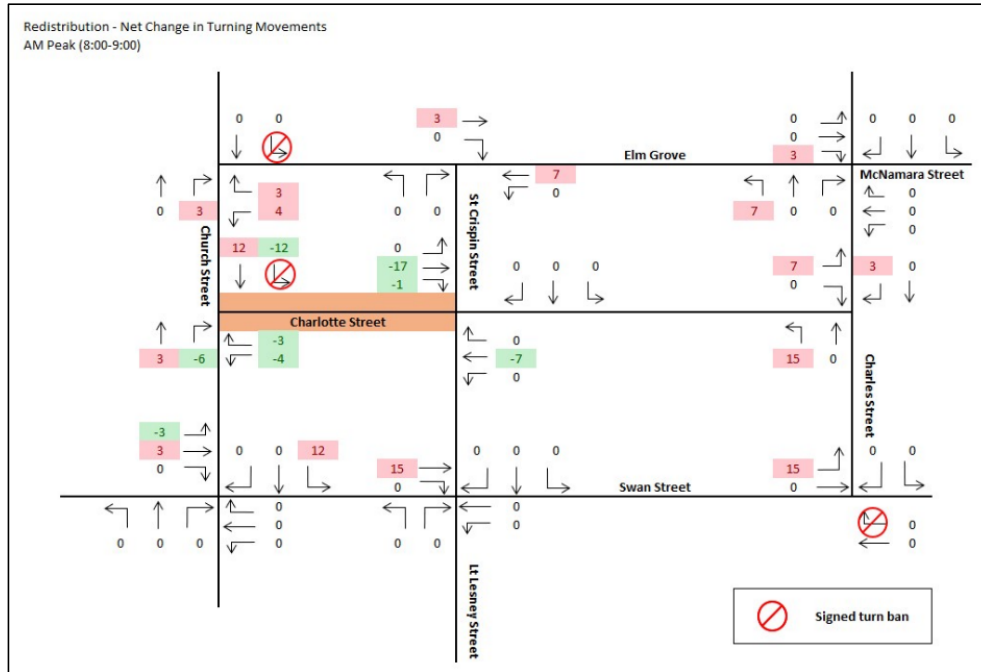 Redistribution - Net Change in Turning Movements
AM Peak (8:00-9:00)
3
0 0 0 0 0 0
0 0
Elm Grove 3
7 McNamara Street
3 0 0
0 3 4 0 0 7 0 0 0
St Crispin Street 0
Church Street
12 -12 0
-17 0 0 0 7 3 0
-1 0
Charlotte Street
-3 0
3 -6 -4 -7 15 0
0
Charles Street
-3
3 0 0 12 15 0 0 0 15 0 0
0 0 Swan Street 0
0 0
0 0 0
0 0 0 0 0 0 0
Lt Lesney Street
Signed turn ban